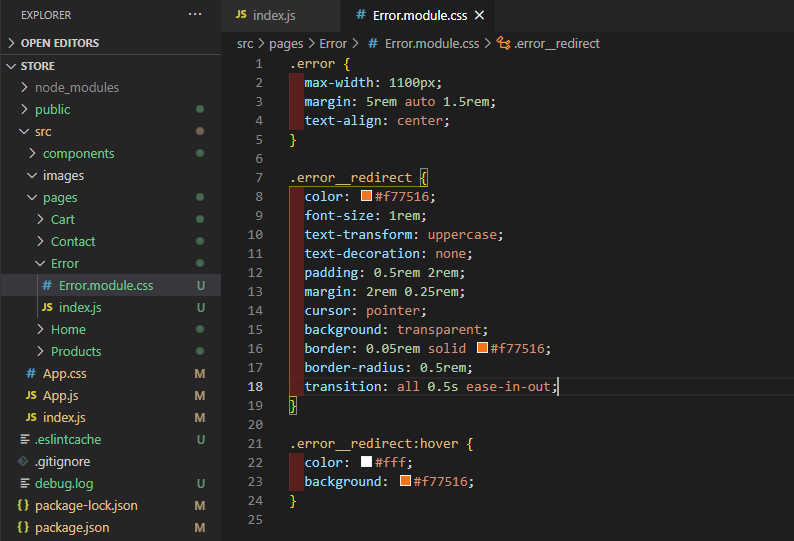 EXPLORER
OPEN EDITORS
STORE
node_modules
public
src
components
images
pages
Cart
Contact
Error
# Error.module.css U
JS index.js U
Home
Products
# App.css M
JS App.js M
JS index.js M
.eslintcache U
.gitignore
debug.log U
{} package-lock.json M
{} package.json M
JS index.js
# Error.module.css
src > pages > Error > # Error.module.css > .error__redirect
1 .error {
2 max-width: 1100px;
3 margin: 5rem auto 1.5rem;
4 text-align: center;
5 }
6
7 .error__redirect {
8 color: #f77516;
9 font-size: 1rem;
10 text-transform: uppercase;
11 text-decoration: none;
12 padding: 0.5rem 2rem;
13 margin: 2rem 0.25rem;
14 cursor: pointer;
15 background: transparent;
16 border: 0.05rem solid #f77516;
17 border-radius: 0.5rem;
18 transition: all 0.5s ease-in-out;
19 }
20
21 .error__redirect:hover {
22 color: #fff;
23 background: #f77516;
24 }
25